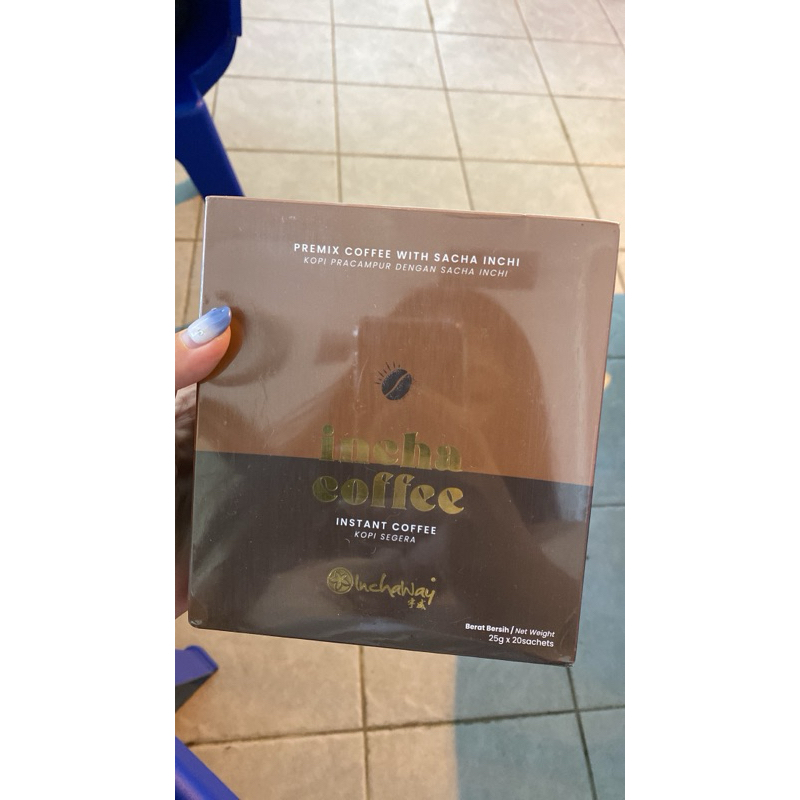 PREMIX COFFEE WITH SACHA INCHI
KOPI PRACAMPUR DENGAN SACHA INCHI
incha
coffee
INSTANT COFFEE
KOPI SEGERA
InchaWay
Berat Bersih / Net Weight
25g x 20sachets